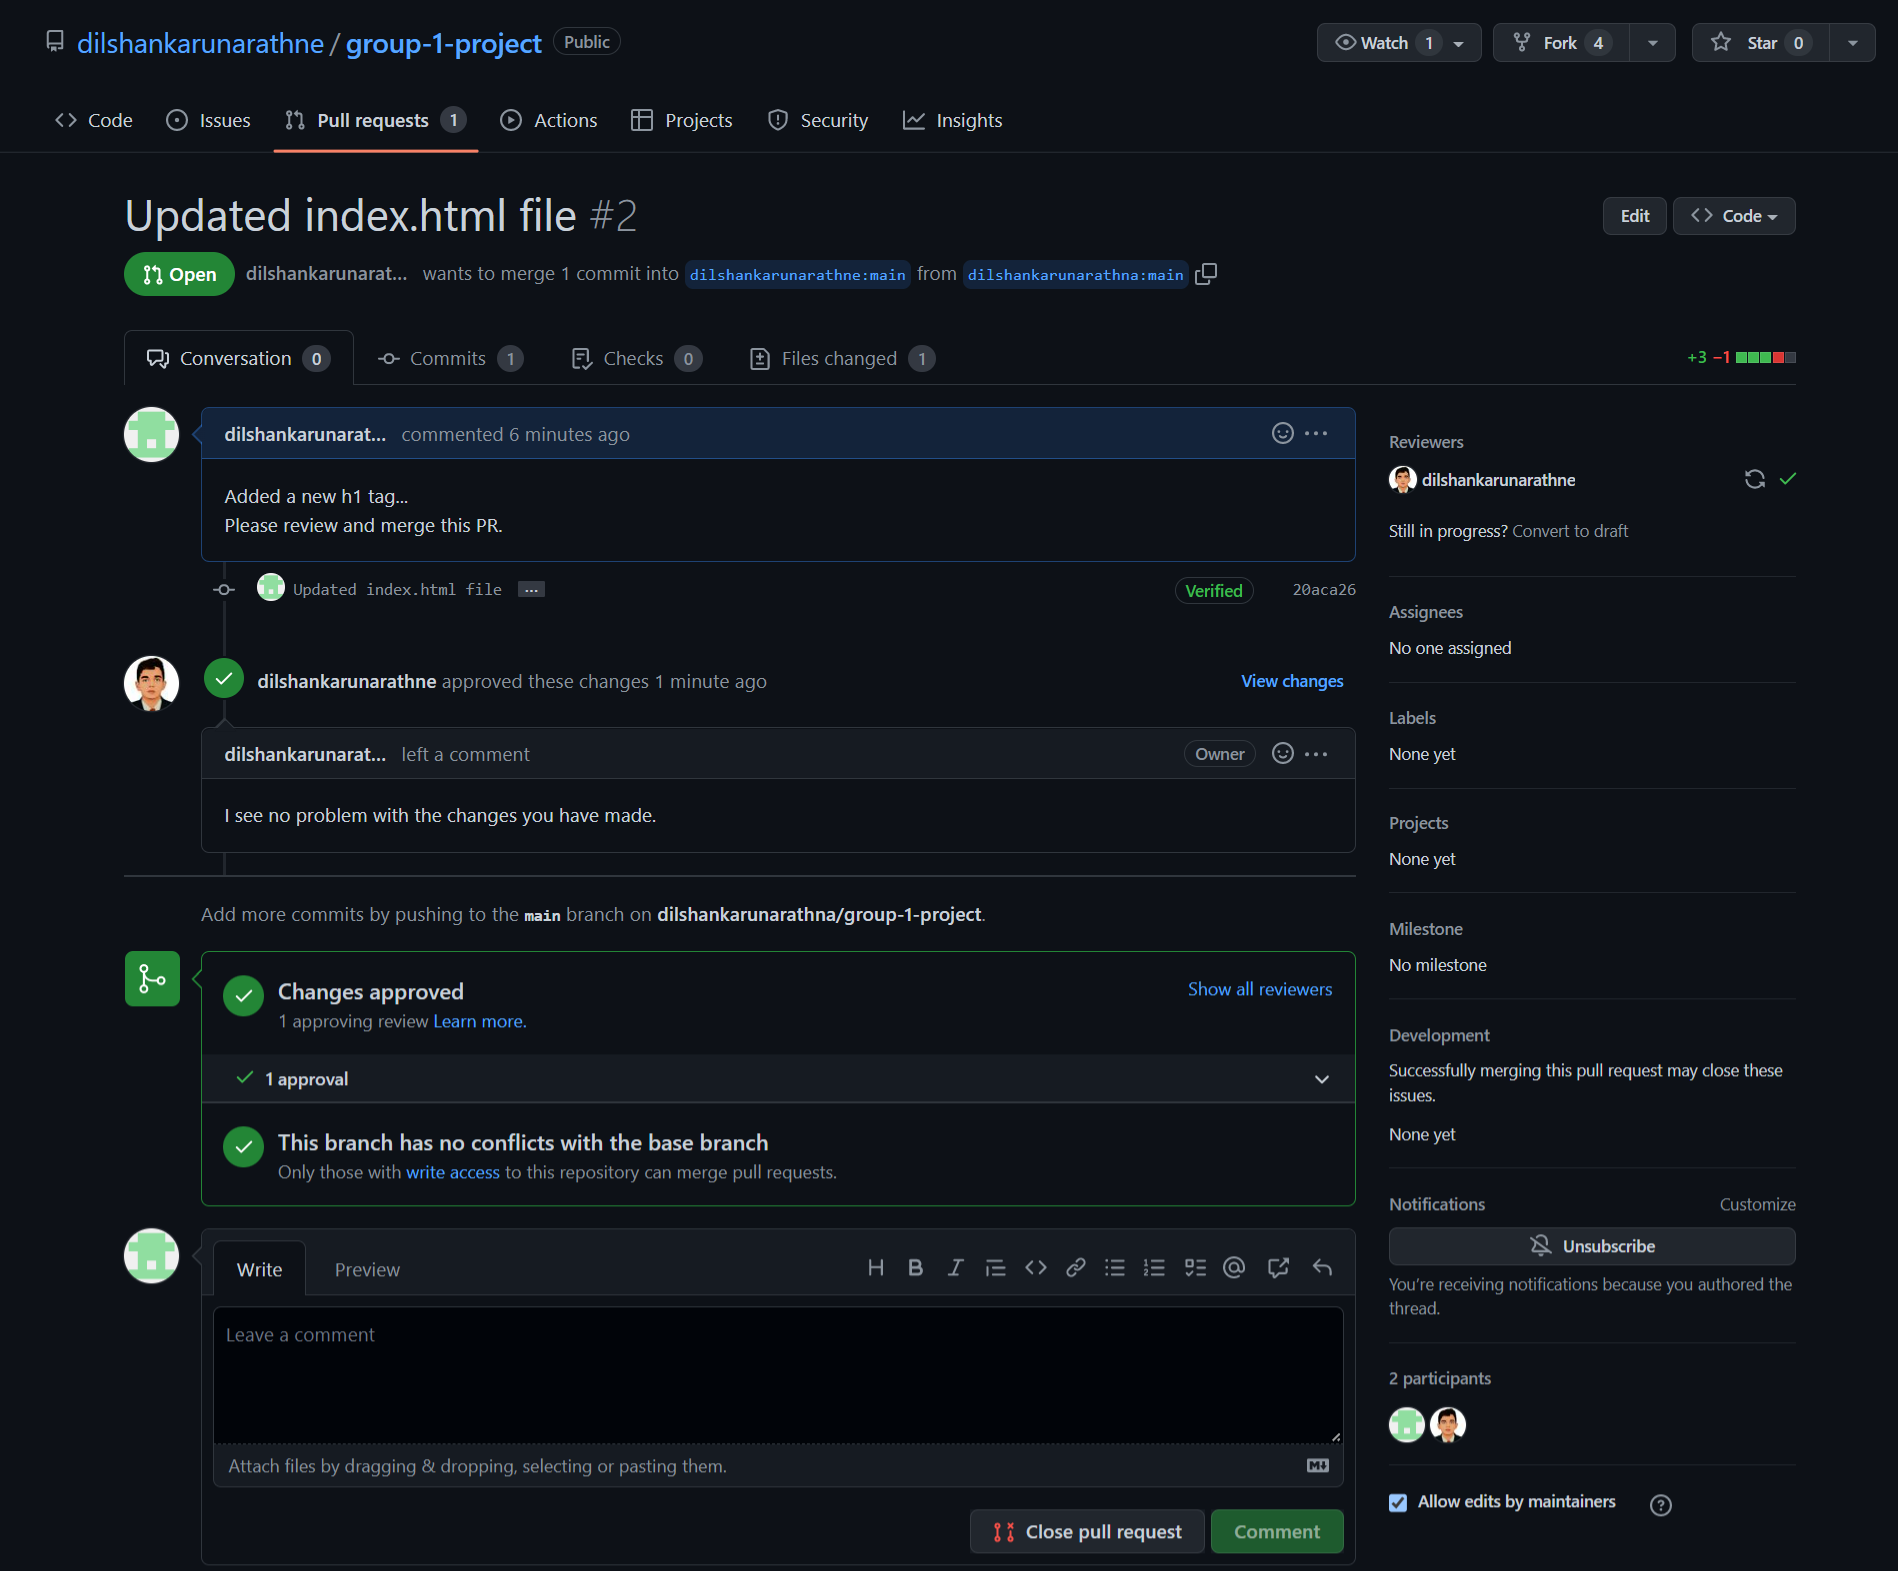 dilshankarunarathne / group-1-project Public
Watch 1 Fork 4 Star 0
Code Issues Pull requests 1 Actions Projects Security Insights
Updated index.html file #2
Edit Code
Open dilshankarunarat... wants to merge 1 commit into dilshankarunarathne:main from dilshankarunarathna:main
Conversation 0 Commits 1 Checks 0 Files changed 1
+3 −1
dilshankarunarat... commented 6 minutes ago
Added a new h1 tag...
Please review and merge this PR.
Updated index.html file ... Verified 20aca26
dilshankarunarathne approved these changes 1 minute ago View changes
dilshankarunarat... left a comment Owner
I see no problem with the changes you have made.
Add more commits by pushing to the main branch on dilshankarunarathna/group-1-project.
Changes approved Show all reviewers
1 approving review Learn more.
1 approval
This branch has no conflicts with the base branch
Only those with write access to this repository can merge pull requests.
Write Preview
Leave a comment
Attach files by dragging & dropping, selecting or pasting them.
Close pull request Comment
Reviewers
dilshankarunarathne
Still in progress? Convert to draft
Assignees
No one assigned
Labels
None yet
Projects
None yet
Milestone
No milestone
Development
Successfully merging this pull request may close these
issues.
None yet
Notifications Customize
Unsubscribe
You're receiving notifications because you authored the
thread.
2 participants
Allow edits by maintainers